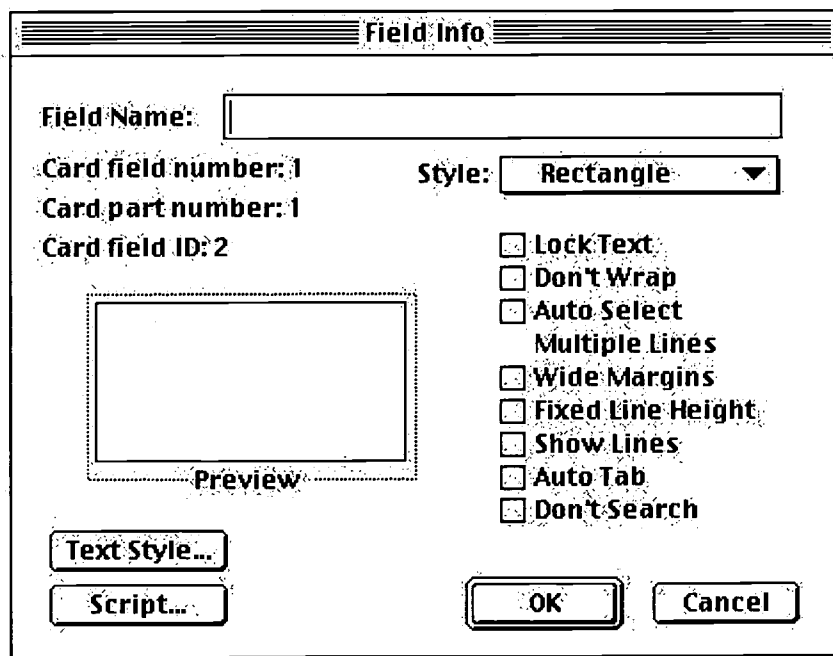 Field Info
Field Name:
Card field number: 1
Style: Rectangle
Card part number: 1
Card field ID: 2
Lock Text
Don't Wrap
Auto Select
Multiple Lines
Wide Margins
Fixed Line Height
Show Lines
Auto Tab
Don't Search
Preview
Text Style...
Script...
OK
Cancel